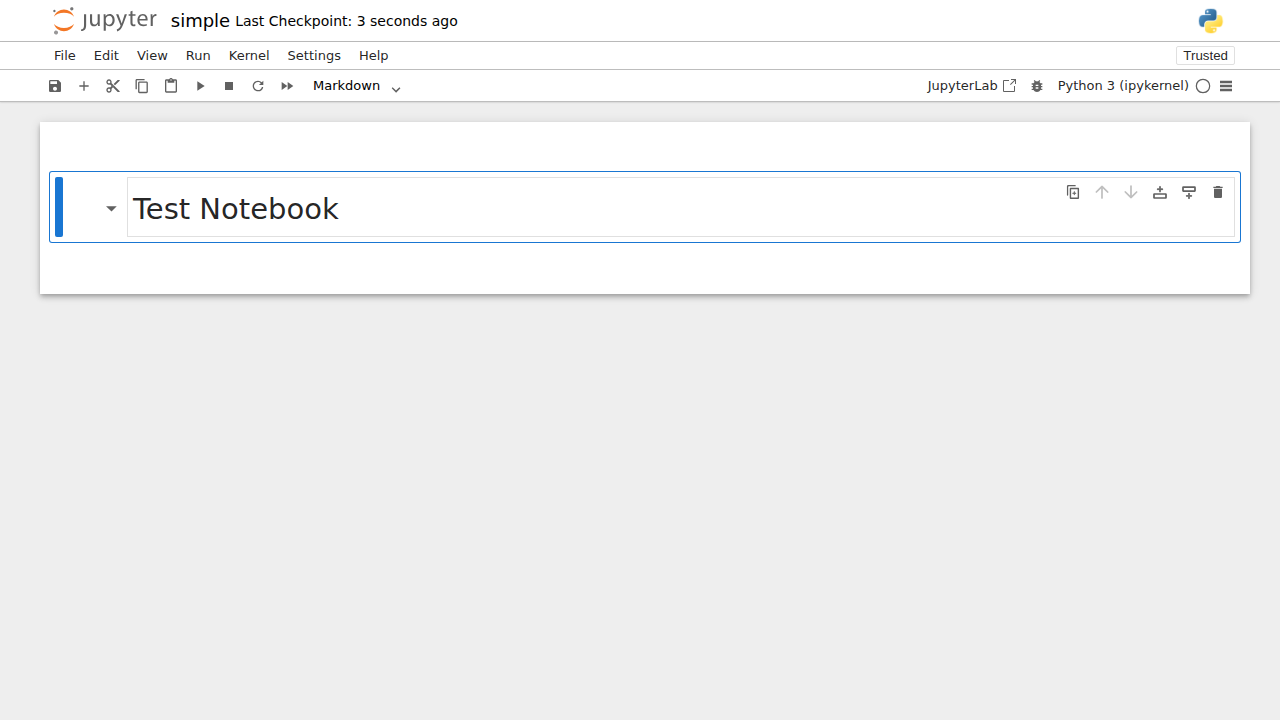 jupyter simple Last Checkpoint: 3 seconds ago
File Edit View Run Kernel Settings Help Trusted
Markdown JupyterLab Python 3 (ipykernel)
Test Notebook